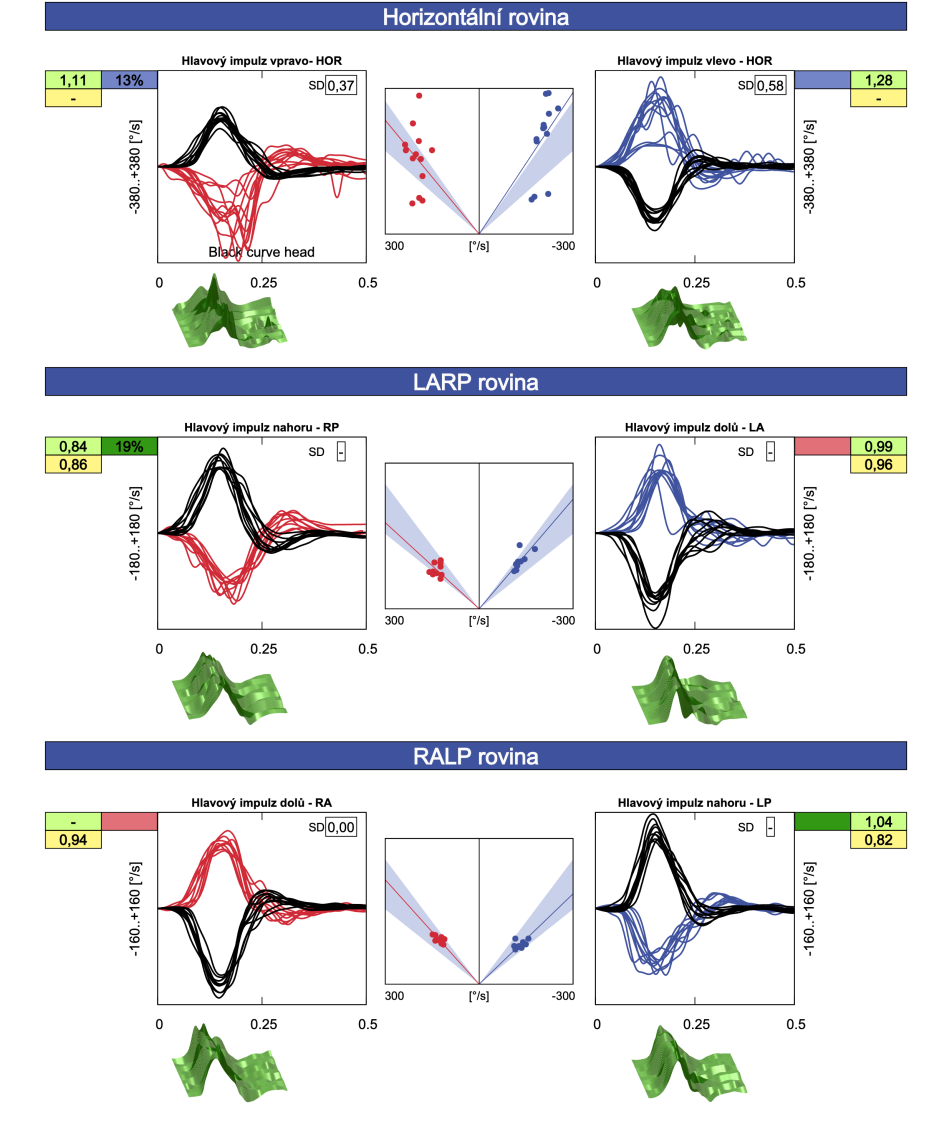 Horizontální rovina
Hlavový impulz vpravo- HOR
Hlavový impulz vlevo - HOR
1,11 13%
-
SD 0,37
SD 0,58
1,28
-
-380..+380 [°/s]
-380..+380 [°/s]
Black curve head
300 [°/s] -300
0 0.25 0.5
0 0.25 0.5
LARP rovina
Hlavový impulz nahoru - RP
Hlavový impulz dolů - LA
0,84 19%
0,86
SD -
SD -
0,99
0,96
-180..+180 [°/s]
-180..+180 [°/s]
300 [°/s] -300
0 0.25 0.5
0 0.25 0.5
RALP rovina
Hlavový impulz dolů - RA
Hlavový impulz nahoru - LP
-
0,94
SD 0,00
SD -
1,04
0,82
-160..+160 [°/s]
-160..+160 [°/s]
300 [°/s] -300
0 0.25 0.5
0 0.25 0.5